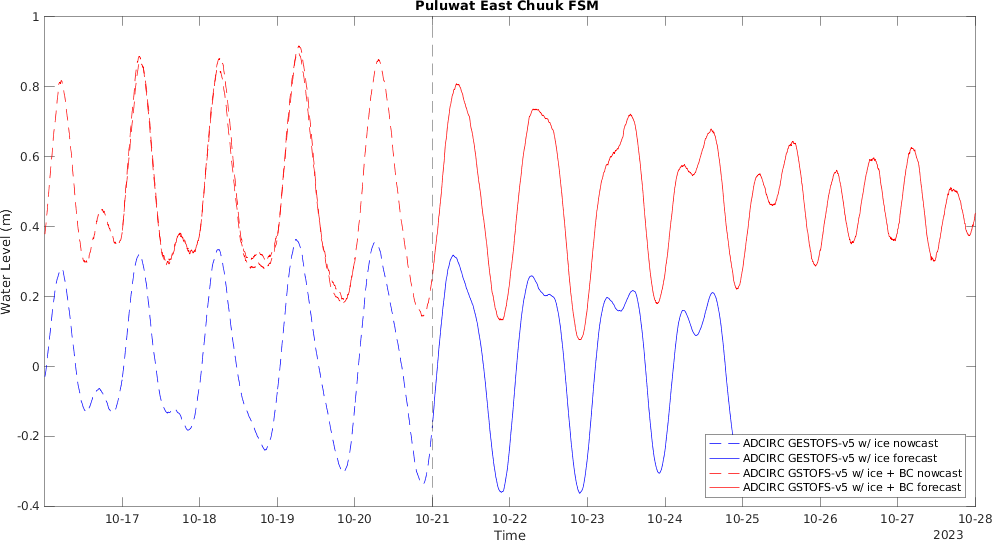 Puluwat East Chuuk FSM
Water Level (m)
1
0.8
0.6
0.4
0.2
0
-0.2
-0.4
ADCIRC GESTOFS-v5 w/ ice nowcast
ADCIRC GESTOFS-v5 w/ ice forecast
ADCIRC GSTOFS-v5 w/ ice + BC nowcast
ADCIRC GSTOFS-v5 w/ ice + BC forecast
10-17 10-18 10-19 10-20 10-21 10-22 10-23 10-24 10-25 10-26 10-27 10-28
Time
2023